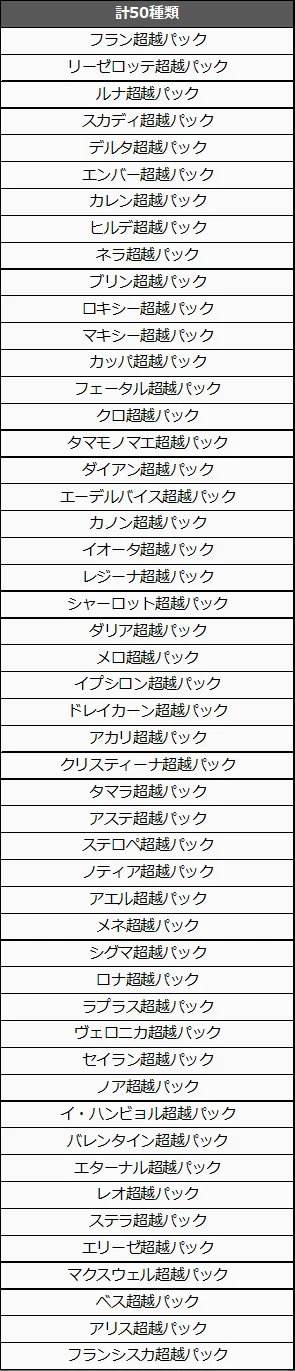 計50種類
フラン超越パック
リーゼロッテ超越パック
ルナ超越パック
スカディ超越パック
デルタ超越パック
エンバー超越パック
カレン超越パック
ヒルデ超越パック
ネラ超越パック
ブリン超越パック
ロキシー超越パック
マキシー超越パック
カッパ超越パック
フェータル超越パック
クロ超越パック
タマモノマエ超越パック
ダイアン超越パック
エーデルバイス超越パック
カノン超越パック
イオータ超越パック
レジーナ超越パック
シャーロット超越パック
ダリア超越パック
メロ超越パック
イプシロン超越パック
ドレイカーン超越パック
アカリ超越パック
クリスティーナ超越パック
タマラ超越パック
アステ超越パック
ステロペ超越パック
ノティア超越パック
アエル超越パック
メネ超越パック
シグマ超越パック
ロナ超越パック
ラプラス超越パック
ヴェロニカ超越パック
セイラン超越パック
ノア超越パック
イ・ハンビョル超越パック
バレンタイン超越パック
エターナル超越パック
レオ超越パック
ステラ超越パック
エリーゼ超越パック
マクスウェル超越パック
ベス超越パック
アリス超越パック
フランシスカ超越パック